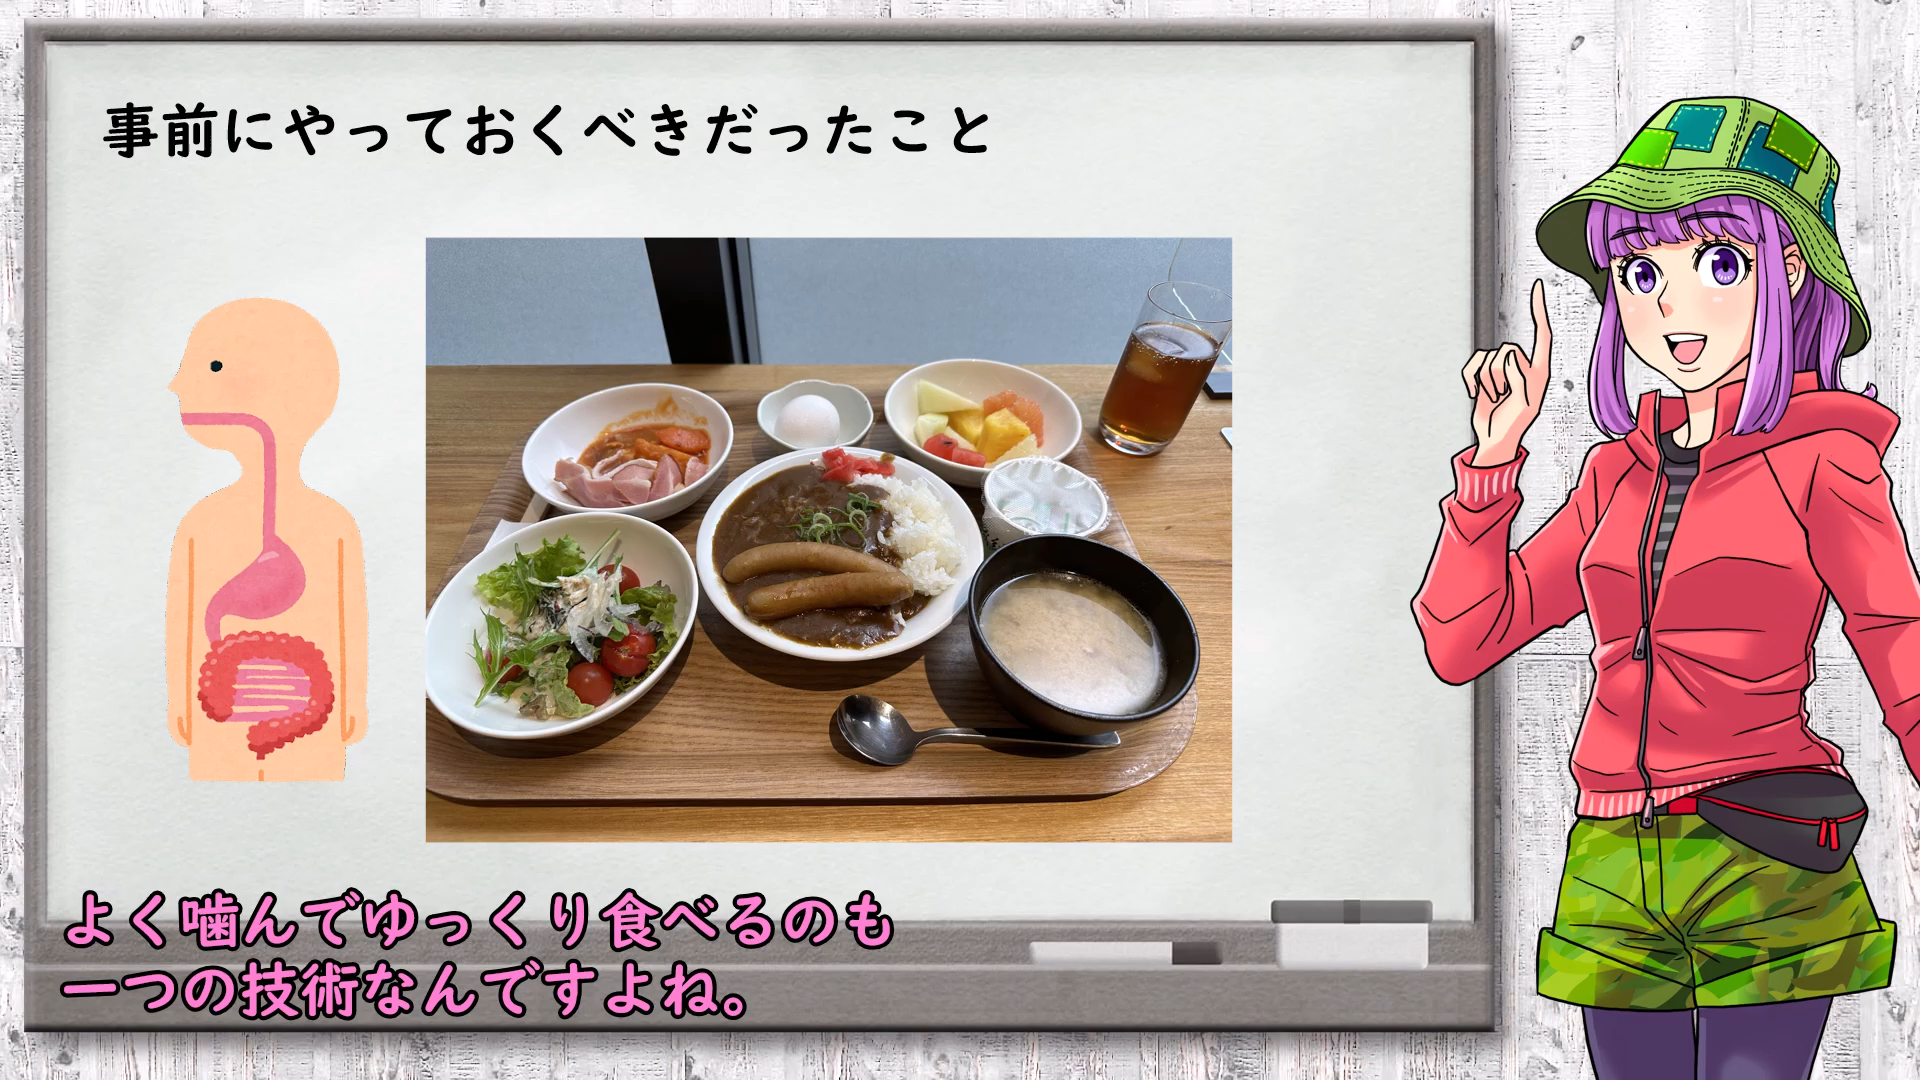 事前にやっておくべきだったこと
よく噛んでゆっくり食べるのも
一つの技術なんですよね。